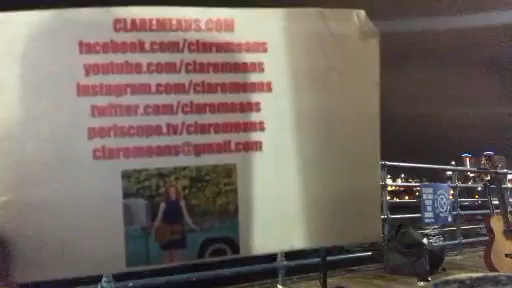 CLAREMEANS.COM
facebook.com/claremeans
youtube.com/claremeans
instagram.com/claremeans
twitter.com/claremeans
periscope.tv/claremeans
claremeans@gmail.com